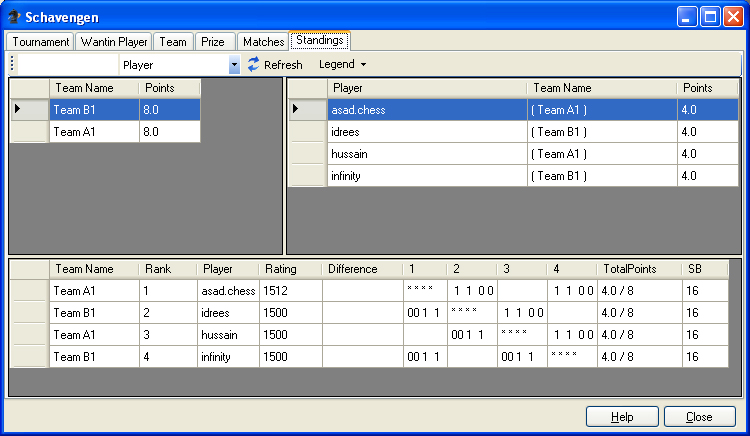 Schavengen
Tournament Wantin Player Team Prize Matches Standings
Player Refresh Legend
Team Name Points
Team B1 8.0
Team A1 8.0
Player Team Name Points
asad.chess ( Team A1 ) 4.0
idrees ( Team B1 ) 4.0
hussain ( Team A1 ) 4.0
infinity ( Team B1 ) 4.0
Team Name Rank Player Rating Difference 1 2 3 4 TotalPoints SB
Team A1 1 asad.chess 1512 **** 1 1 0 0 1 1 0 0 4.0 / 8 16
Team B1 2 idrees 1500 0 0 1 1 **** 1 1 0 0 4.0 / 8 16
Team A1 3 hussain 1500 0 0 1 1 **** 1 1 0 0 4.0 / 8 16
Team B1 4 infinity 1500 0 0 1 1 0 0 1 1 **** 4.0 / 8 16
Help Close